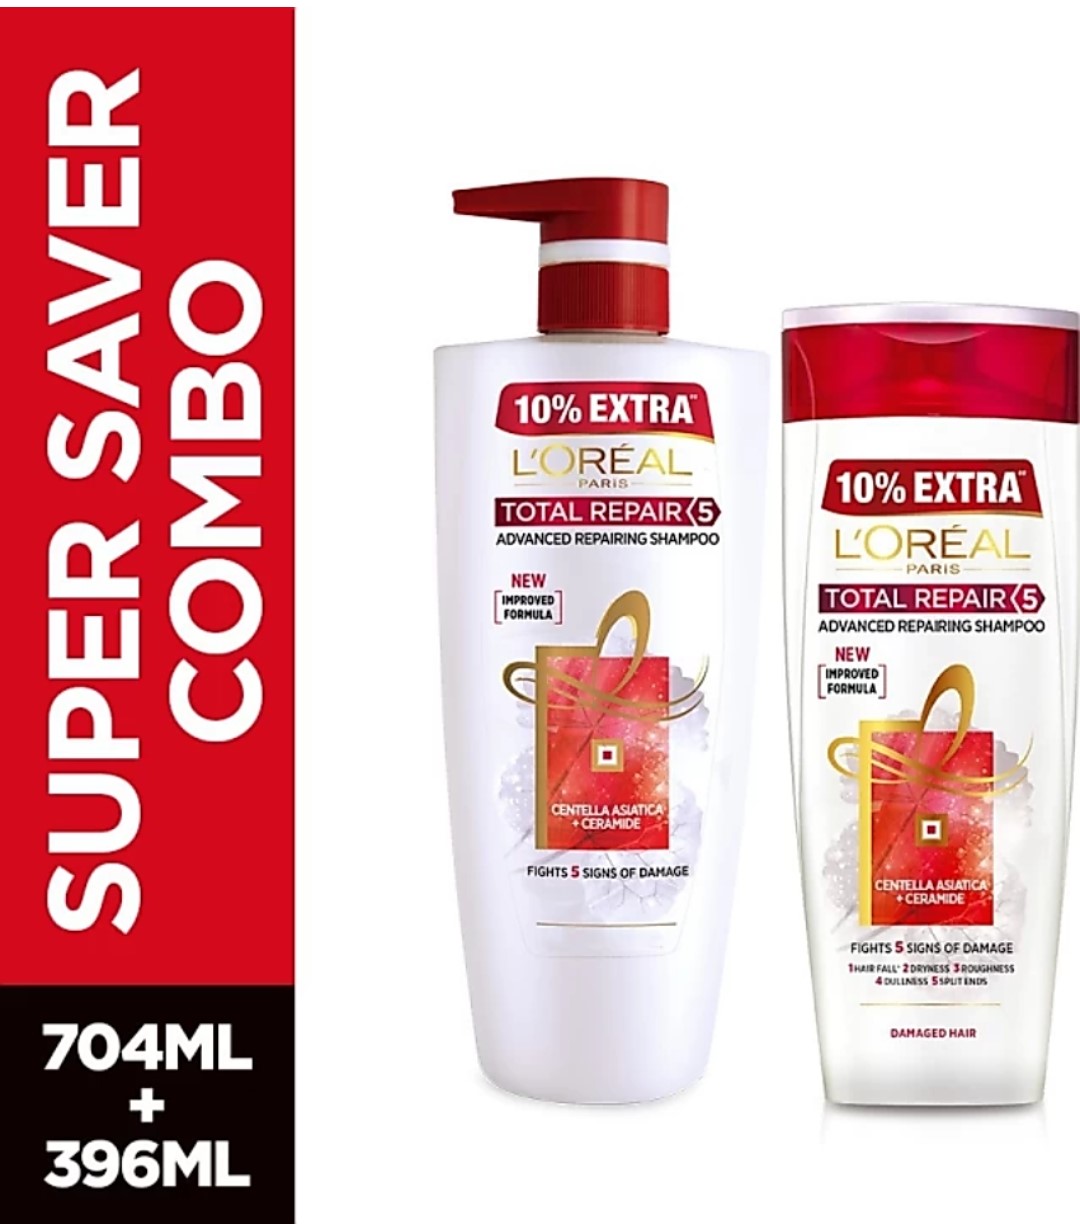 SUPER SAVER
COMBO
704ML
+
396ML
10% EXTRA"
L'ORÉAL
PARIS
TOTAL REPAIR 5
ADVANCED REPAIRING SHAMPOO
NEW
IMPROVED
FORMULA
CENTELLA ASIATICA
+ CERAMIDE
FIGHTS 5 SIGNS OF DAMAGE
10% EXTRA"
L'ORÉAL
PARIS
TOTAL REPAIR 5
ADVANCED REPAIRING SHAMPOO
NEW
IMPROVED
FORMULA
CENTELLA ASIATICA
+ CERAMIDE
FIGHTS 5 SIGNS OF DAMAGE
1 HAIR FALL* 2 DRYNESS 3 ROUGHNESS
4 DULLNESS 5 SPLIT ENDS
DAMAGED HAIR